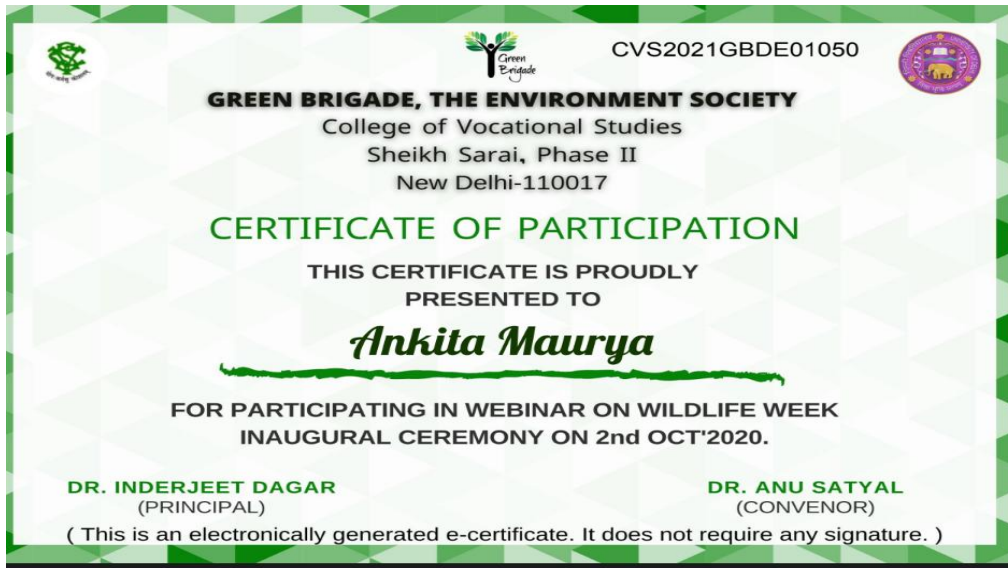 Green
Brigade
CVS2021GBDE01050
GREEN BRIGADE, THE ENVIRONMENT SOCIETY
College of Vocational Studies
Sheikh Sarai, Phase II
New Delhi-110017
CERTIFICATE OF PARTICIPATION
THIS CERTIFICATE IS PROUDLY
PRESENTED TO
Ankita Maurya
FOR PARTICIPATING IN WEBINAR ON WILDLIFE WEEK
INAUGURAL CEREMONY ON 2nd OCT'2020.
DR. INDERJEET DAGAR
(PRINCIPAL)
DR. ANU SATYAL
(CONVENOR)
( This is an electronically generated e-certificate. It does not require any signature. )